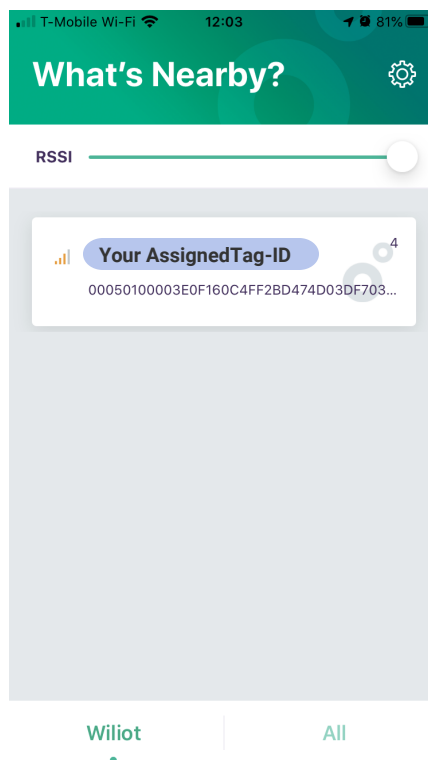 T-Mobile Wi-Fi 12:03 81%
What's Nearby?
RSSI
Your AssignedTag-ID 4
00050100003E0F160C4FF2BD474D03DF703...
Wiliot All